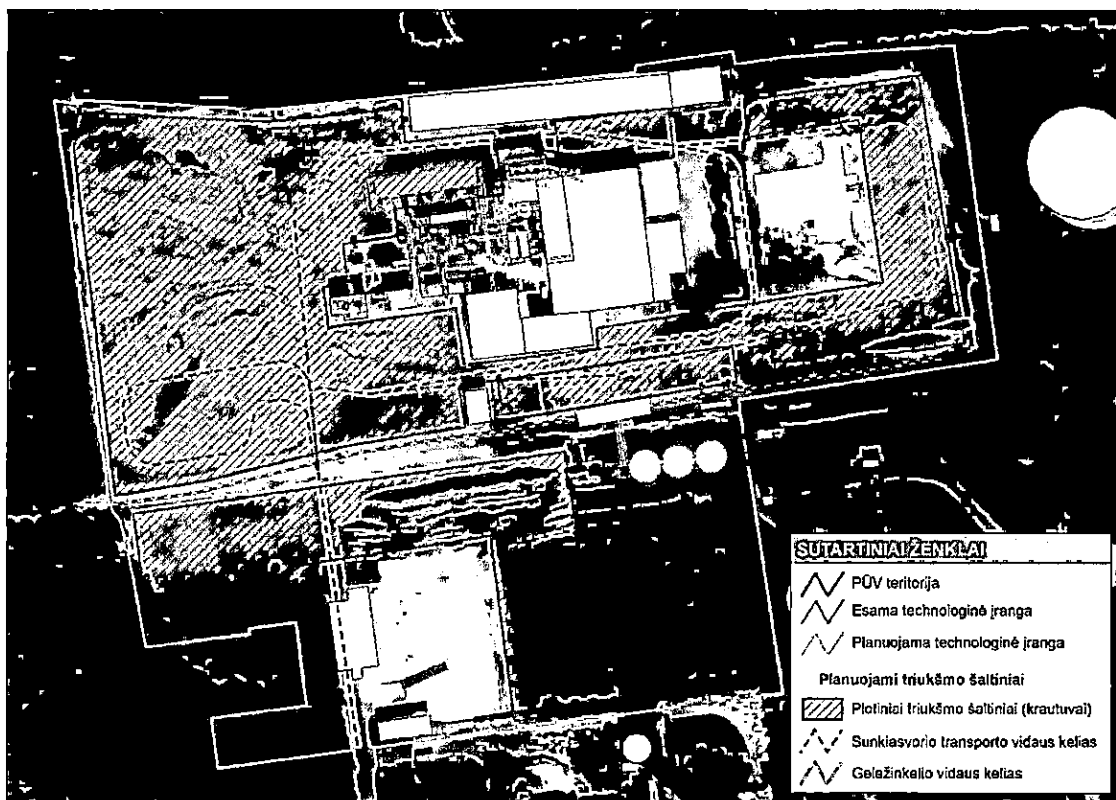 SUTARTINIAI ŽENKLAI
PŪV teritorija
Esama technologinė įranga
Planuojama technologinė įranga
Planuojami triukšmo šaltiniai
Plotiniai triukšmo šaltiniai (krautuvai)
Sunkiasvorio transporto vidaus kelias
Geležinkelio vidaus kelias